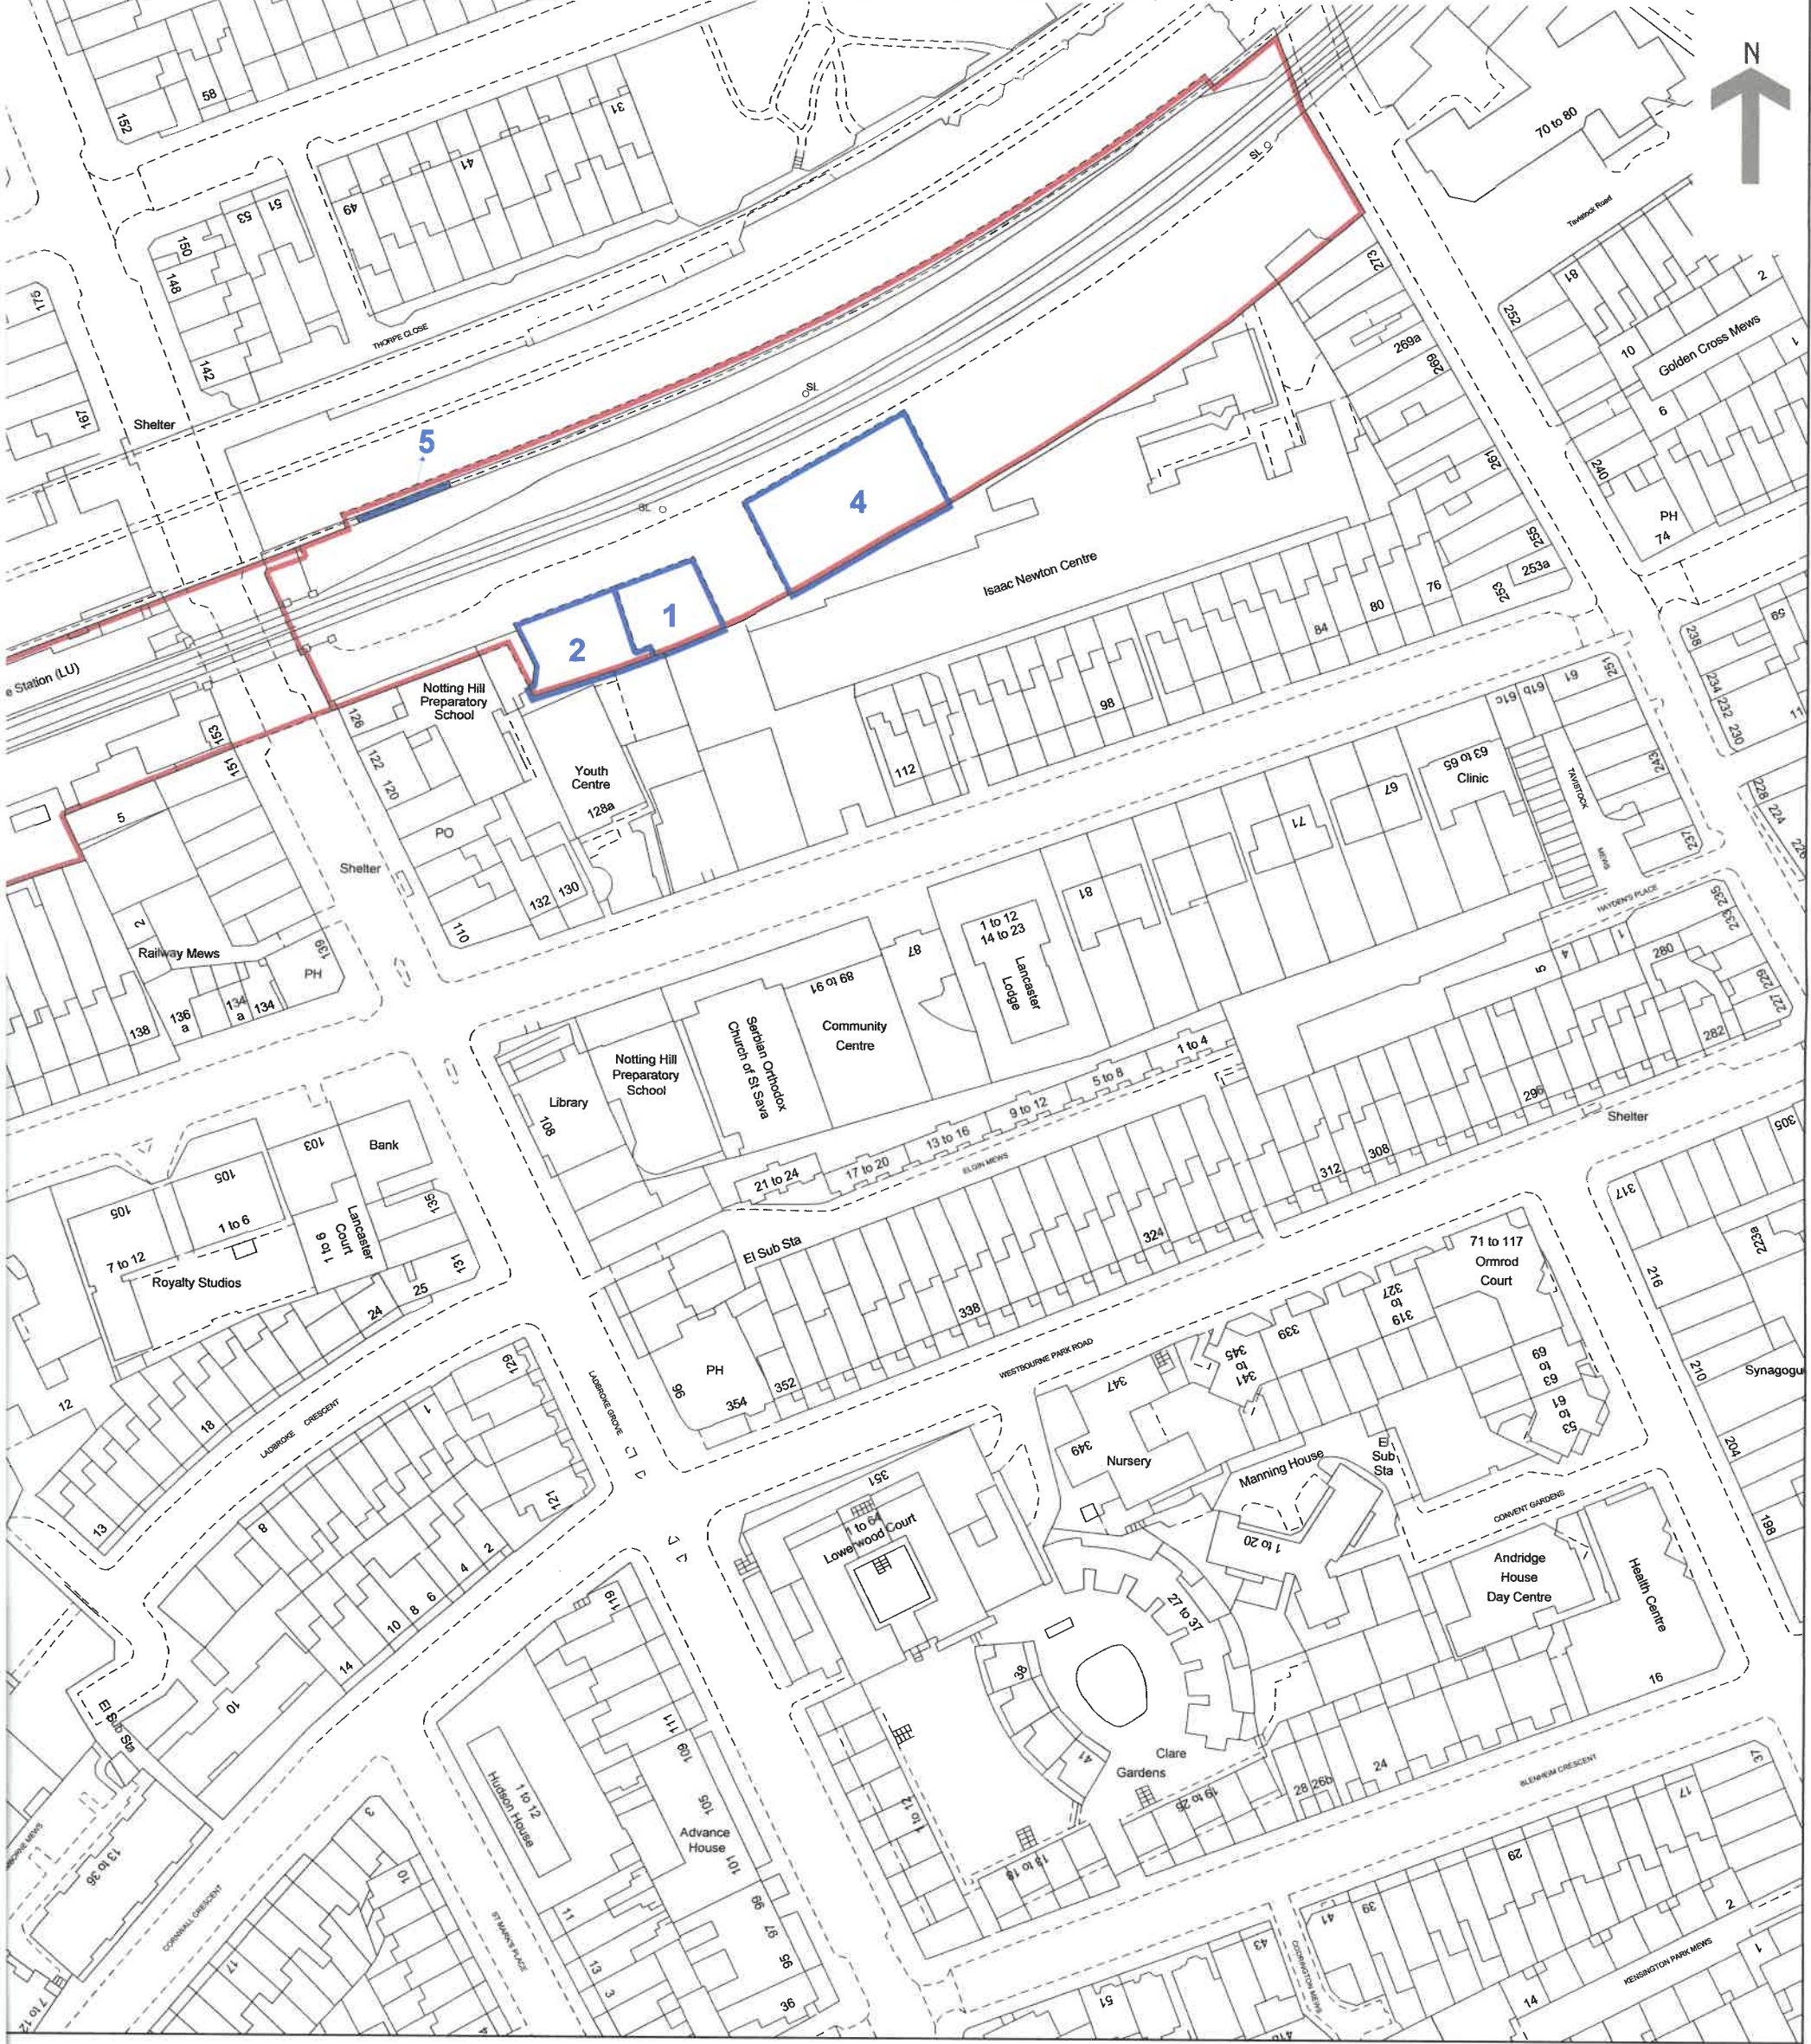 N
58
152
31
41
49
51
53
150
148
142
175
167
THORPE CLOSE
Shelter
SL
70 to 80
Tavistock Road
273
81
252
2
269a
269
10
Golden Cross Mews
1
6
240
261
PH
74
5
SL
SL
4
Isaac Newton Centre
255
253a
253
76
80
84
1
2
59
238
234
232
230
11
e Station (LU)
153
151
5
126
122
120
Notting Hill
Preparatory
School
Youth
Centre
128a
PO
132
130
110
98
112
61c
61b
61
251
63 to 65
Clinic
TAVISTOCK
MEWS
243
237
228
224
226
67
71
81
Shelter
2
Railway Mews
139
PH
138
136
a
134
a
134
HAYDEN'S PLACE
235
233
1
4
5
280
229
227
282
1 to 12
14 to 23
Lancaster
Lodge
87
89 to 91
Community
Centre
Serbian Orthodox
Church of St Sava
Notting Hill
Preparatory
School
Library
108
1 to 4
5 to 8
9 to 12
13 to 16
17 to 20
21 to 24
ELGIN MEWS
296
Shelter
305
308
312
317
103
Bank
105
105
1 to 6
7 to 12
Royalty Studios
Lancaster
Court
1 to 6
135
131
25
24
El Sub Sta
324
338
PH
96
354
352
WESTBOURNE PARK ROAD
71 to 117
Ormrod
Court
216
223a
210
Synagogu
204
198
327
to
319
339
345
to
341
347
349
Nursery
69
to
63
61
to
53
12
18
13
LADBROKE CRESCENT
129
1
121
8
2
4
6
8
10
14
LADBROKE GROVE
351
1 to 64
Lowerwood Court
Manning House
El
Sub
Sta
1 to 20
CONVENT GARDENS
Andridge
House
Day Centre
Health Centre
16
27 to 37
38
41
Clare
Gardens
119
111
109
105
Advance
House
101
99
97
95
36
10
El Sub Sta
1 to 12
Hudson House
1 to 12
13 to 18
19 to 26
28
26b
24
BLENHEIM CRESCENT
37
17
29
39
41
43
51
2
1
14
KENSINGTON PARK MEWS
CODRINGTON MEWS
13 to 36
CORNWALL CRESCENT
3
10
17
ST MARK'S PLACE
11
13
3